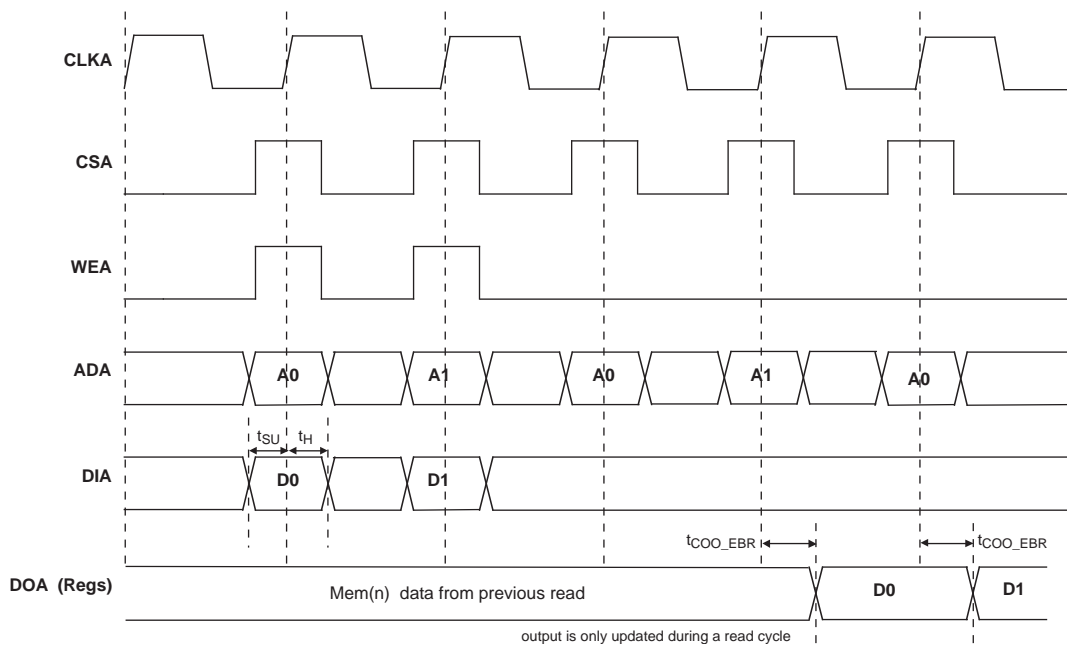 CLKA
CSA
WEA
ADA A0 A1 A0 A1 A0
tSU tH
DIA D0 D1
tCOO_EBR tCOO_EBR
DOA (Regs) Mem(n) data from previous read D0 D1
output is only updated during a read cycle